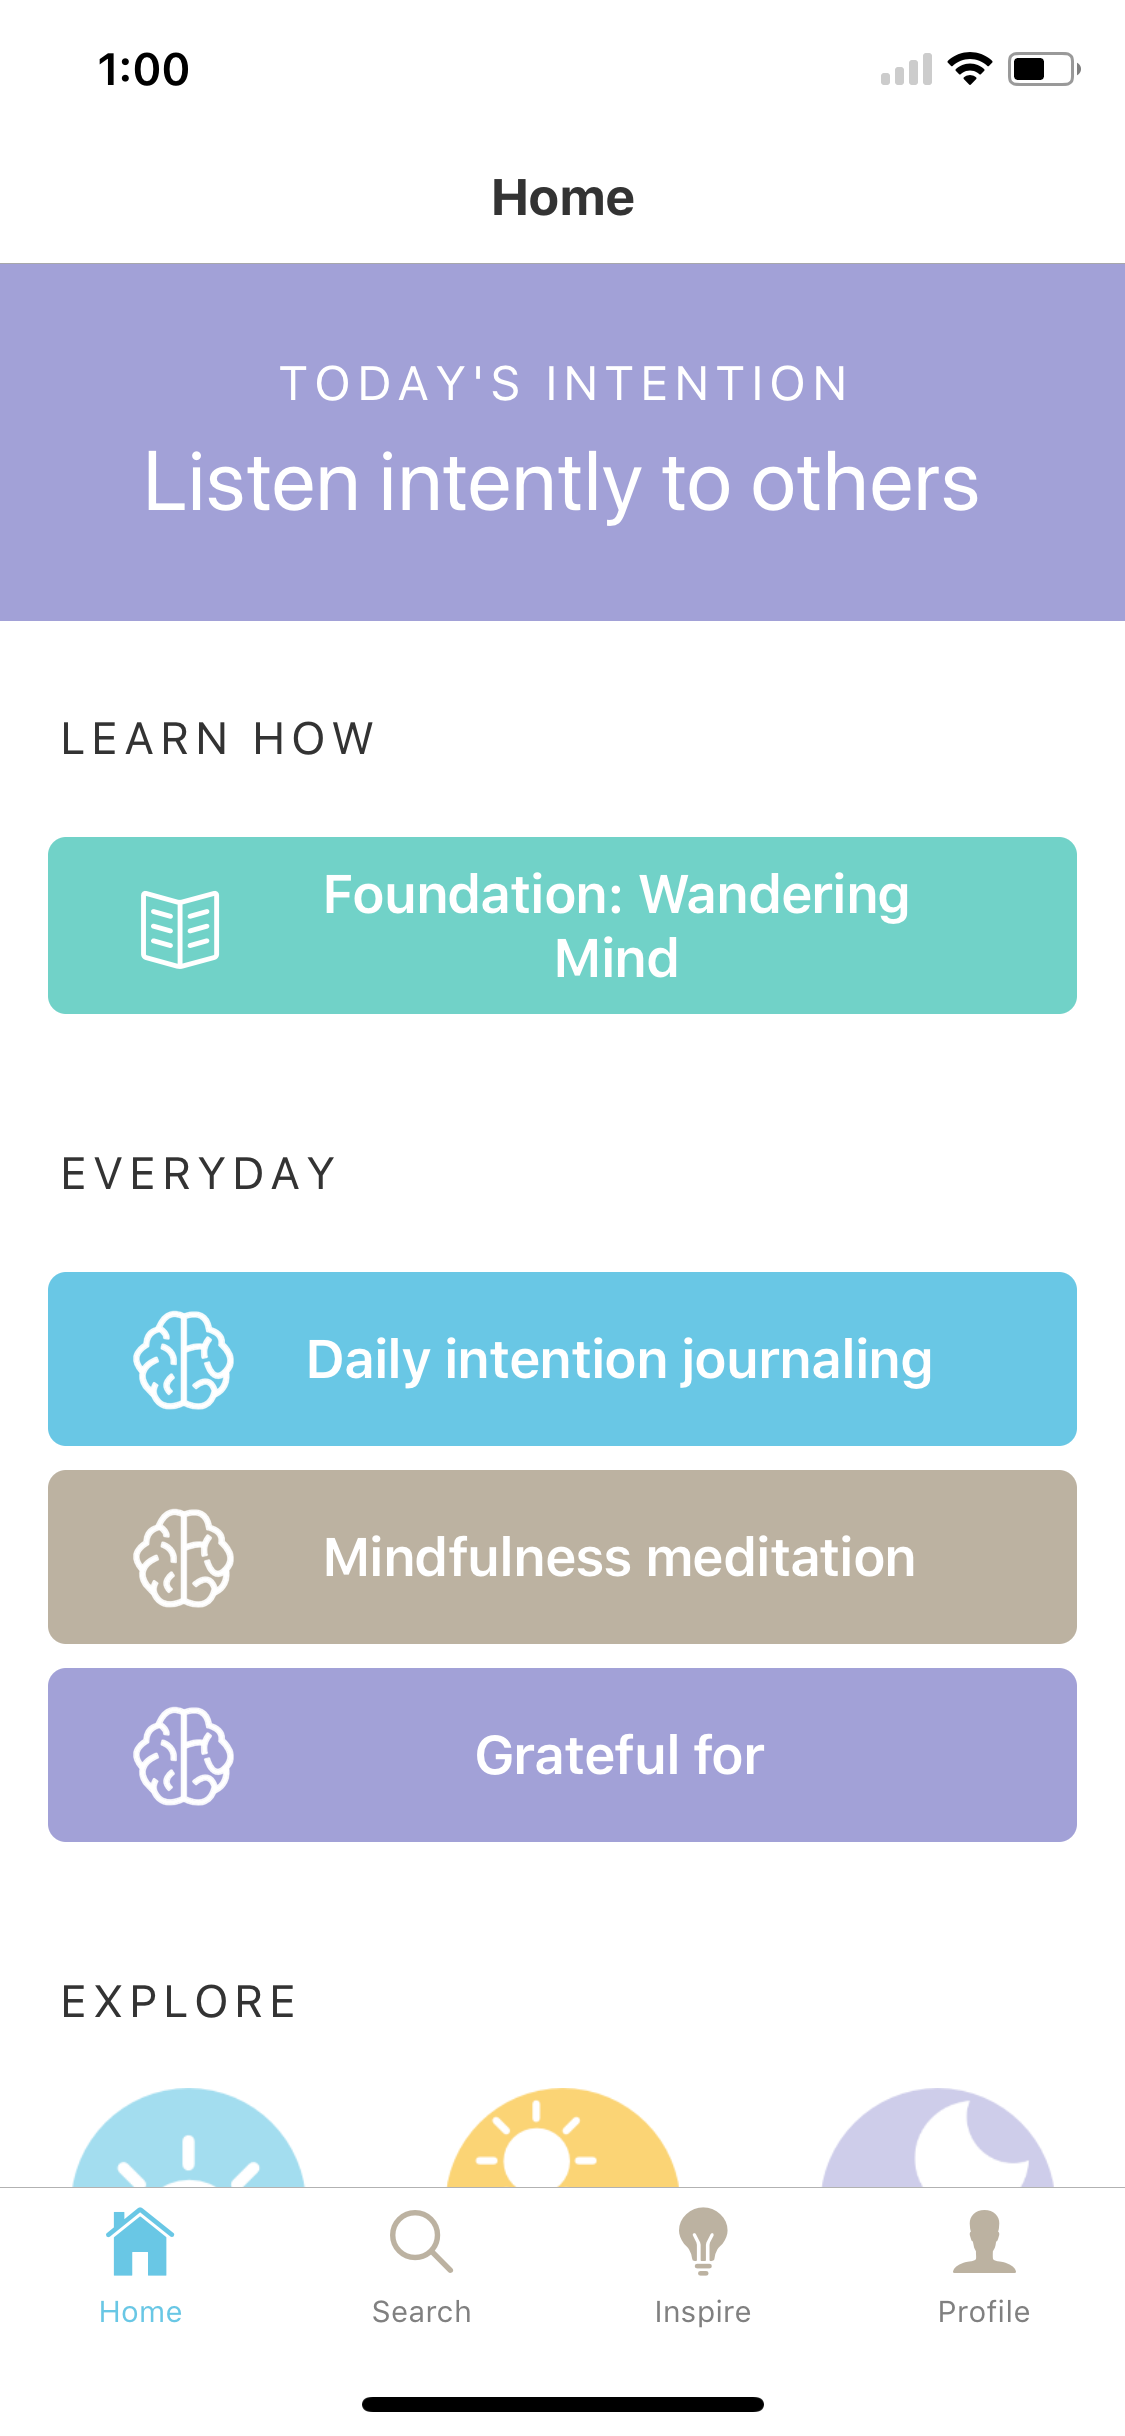 1:00
Home
TODAY'S INTENTION
Listen intently to others
LEARN HOW
Foundation: Wandering
Mind
EVERYDAY
Daily intention journaling
Mindfulness meditation
Grateful for
EXPLORE
Home
Search
Inspire
Profile